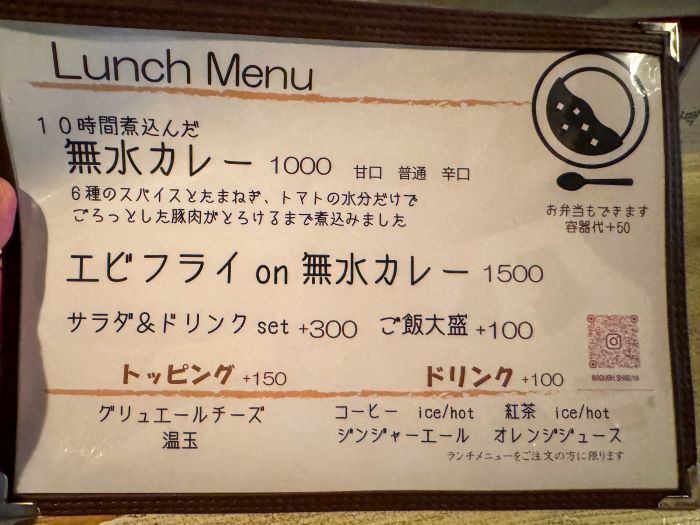 Lunch Menu
10時間煮込んだ
無水カレー 1000 甘口 普通 辛口
6種のスパイスとたまねぎ、トマトの水分だけで
ごろっとした豚肉がとろけるまで煮込みました
お弁当もできます
容器代+50
エビフライ on 無水カレー 1500
サラダ&ドリンク set +300 ご飯大盛 +100
@ROUGH.SHIBUYA
トッピング +150
ドリンク +100
グリュエールチーズ
温玉
コーヒー ice/hot 紅茶 ice/hot
ジンジャーエール オレンジジュース
ランチメニューをご注文の方に限ります